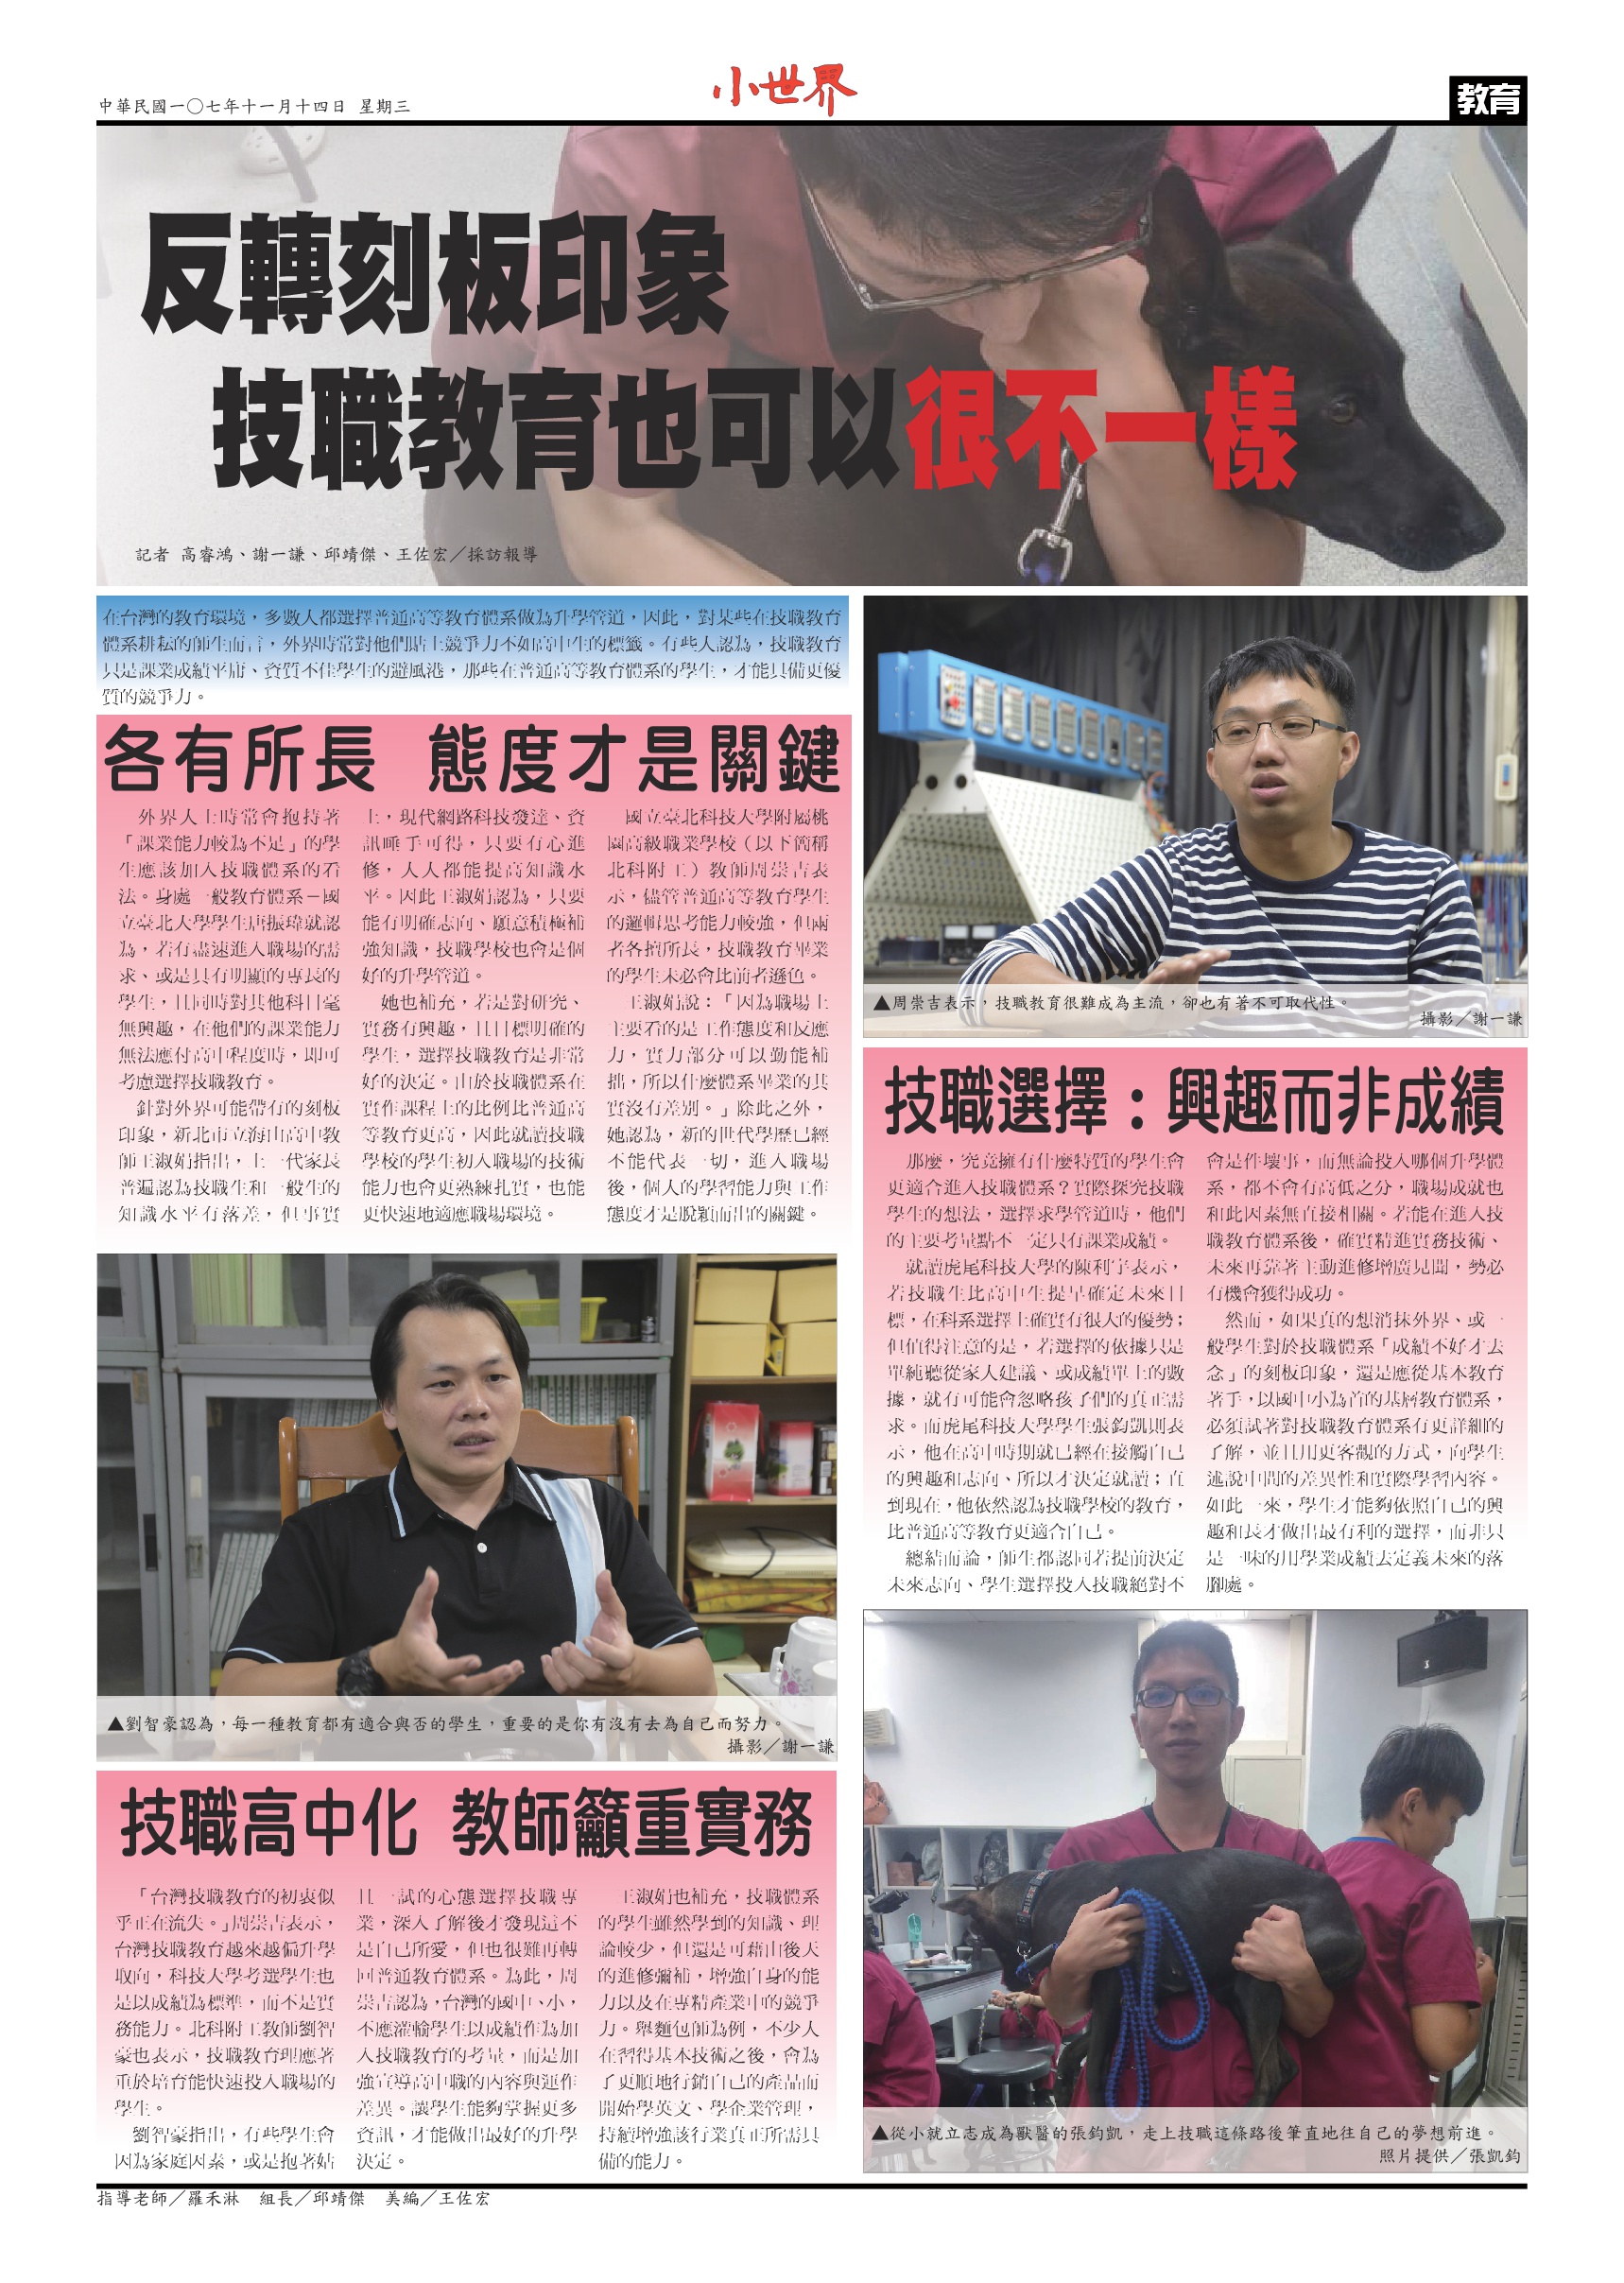 中華民國一○七年十一月十四日 星期三
小世界
教育
反轉刻板印象
技職教育也可以很不一樣
記者 高睿鴻、謝一謙、邱靖傑、王佐宏／採訪報導
在台灣的教育環境，多數人都選擇普通高等教育體系做為升學管道，因此，對某些在技職教育
體系耕耘的師生而言，外界時常對他們貼上競爭力不如高中生的標籤。有些人認為，技職教育
只是課業成績平庸、資質不佳學生的避風港，那些在普通高等教育體系的學生，才能具備更優
質的競爭力。
各有所長 態度才是關鍵
外界人士時常會抱持著
「課業能力較為不足」的學
生應該加入技職體系的看
法。身處一般教育體系－國
立臺北大學學生唐振瑋就認
為，若有盡速進入職場的需
求、或是具有明顯的專長的
學生，且同時對其他科目毫
無興趣，在他們的課業能力
無法應付高中程度時，即可
考慮選擇技職教育。
針對外界可能帶有的刻板
印象，新北市立海山高中教
師王淑娟指出，上一代家長
普遍認為技職生和一般生的
知識水平有落差，但事實
上，現代網路科技發達、資
訊唾手可得，只要有心進
修，人人都能提高知識水
平。因此王淑娟認為，只要
能有明確志向、願意積極補
強知識，技職學校也會是個
好的升學管道。
她也補充，若是對研究、
實務有興趣，且目標明確的
學生，選擇技職教育是非常
好的決定。由於技職體系在
實作課程上的比例比普通高
等教育更高，因此就讀技職
學校的學生初入職場的技術
能力也會更熟練扎實，也能
更快速地適應職場環境。
國立臺北科技大學附屬桃
園高級職業學校（以下簡稱
北科附工）教師周崇吉表
示，儘管普通高等教育學生
的邏輯思考能力較強，但兩
者各擅所長，技職教育畢業
的學生未必會比前者遜色。
王淑娟說：「因為職場上
主要看的是工作態度和反應
力，實力部分可以勤能補
拙，所以什麼體系畢業的其
實沒有差別。」除此之外，
她認為，新的世代學歷已經
不能代表一切，進入職場
後，個人的學習能力與工作
態度才是脫穎而出的關鍵。
▲周崇吉表示，技職教育很難成為主流，卻也有著不可取代性。
攝影／謝一謙
技職選擇：興趣而非成績
那麼，究竟擁有什麼特質的學生會
更適合進入技職體系？實際探究技職
學生的想法，選擇求學管道時，他們
的主要考量點不一定只有課業成績。
就讀虎尾科技大學的陳利宇表示，
若技職生比高中生提早確定未來目
標，在科系選擇上確實有很大的優勢；
但值得注意的是，若選擇的依據只是
單純聽從家人建議、或成績單上的數
據，就有可能會忽略孩子們的真正需
求。而虎尾科技大學學生張鈞凱則表
示，他在高中時期就已經在接觸自己
的興趣和志向、所以才決定就讀；直
到現在，他依然認為技職學校的教育，
比普通高等教育更適合自己。
總結而論，師生都認同若提前決定
未來志向、學生選擇投入技職絕對不
會是件壞事，而無論投入哪個升學體
系，都不會有高低之分，職場成就也
和此因素無直接相關。若能在進入技
職教育體系後，確實精進實務技術、
未來再靠著主動進修增廣見聞，勢必
有機會獲得成功。
然而，如果真的想消抹外界、或一
般學生對於技職體系「成績不好才去
念」的刻板印象，還是應從基本教育
著手，以國中小為首的基層教育體系，
必須試著對技職教育體系有更詳細的
了解，並且用更客觀的方式，向學生
述說中間的差異性和實際學習內容。
如此一來，學生才能夠依照自己的興
趣和長才做出最有利的選擇，而非只
是一味的用學業成績去定義未來的落
腳處。
▲劉智豪認為，每一種教育都有適合與否的學生，重要的是你有沒有去為自己而努力。
攝影／謝一謙
技職高中化 教師籲重實務
「台灣技職教育的初衷似
乎正在流失。」周崇吉表示，
台灣技職教育越來越偏升學
取向，科技大學考選學生也
是以成績為標準，而不是實
務能力。北科附工教師劉智
豪也表示，技職教育理應著
重於培育能快速投入職場的
學生。
劉智豪指出，有些學生會
因為家庭因素，或是抱著姑
且一試的心態選擇技職專
業，深入了解後才發現這不
是自己所愛，但也很難再轉
回普通教育體系。為此，周
崇吉認為，台灣的國中、小，
不應灌輸學生以成績作為加
入技職教育的考量，而是加
強宣導高中職的內容與運作
差異。讓學生能夠掌握更多
資訊，才能做出最好的升學
決定。
王淑娟也補充，技職體系
的學生雖然學到的知識、理
論較少，但還是可藉由後天
的進修彌補，增強自身的能
力以及在專精產業中的競爭
力。舉麵包師為例，不少人
在習得基本技術之後，會為
了更順地行銷自己的產品而
開始學英文、學企業管理，
持續增強該行業真正所需具
備的能力。
▲從小就立志成為獸醫的張鈞凱，走上技職這條路後筆直地往自己的夢想前進。
照片提供／張凱鈞
指導老師／羅禾淋 組長／邱靖傑 美編／王佐宏